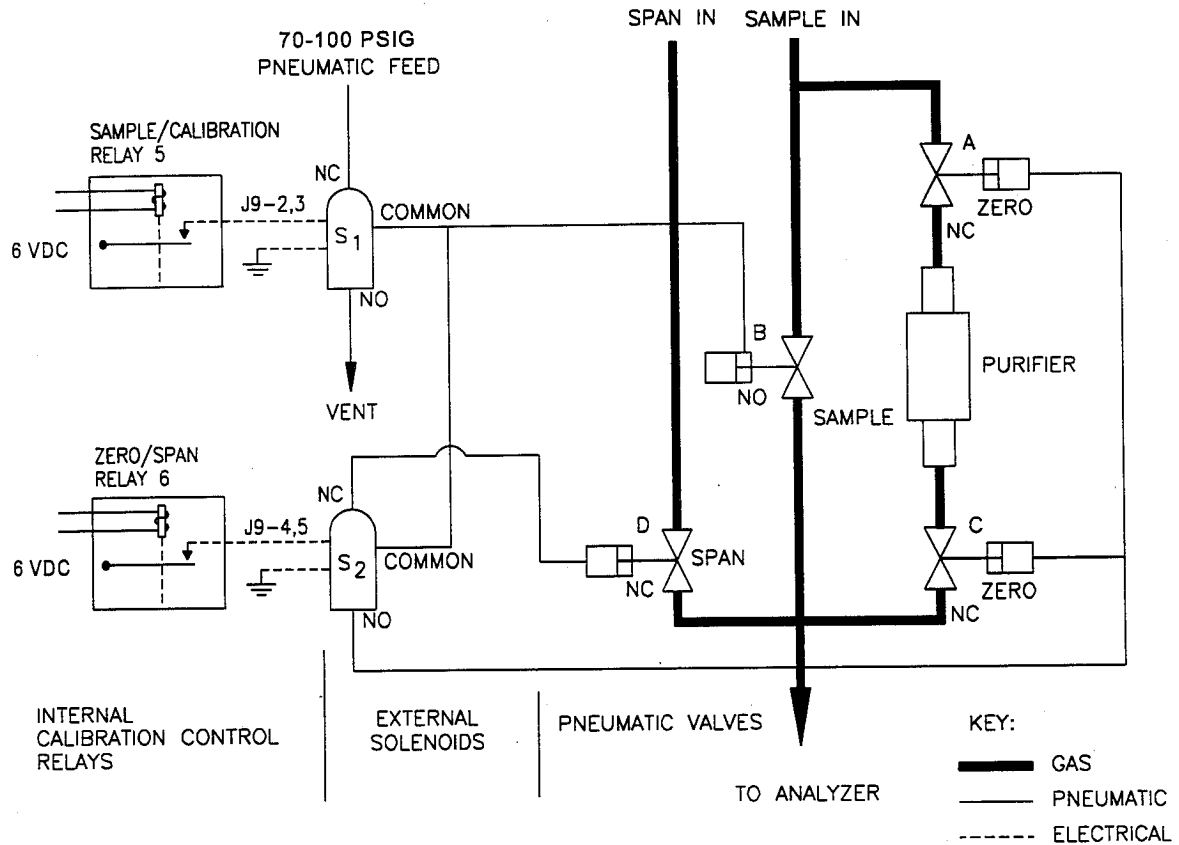 SPAN IN
SAMPLE IN
70-100 PSIG
PNEUMATIC FEED
SAMPLE/CALIBRATION
RELAY 5
NC
J9-2,3
COMMON
6 VDC
S1
NO
VENT
A
ZERO
NC
B
NO
SAMPLE
PURIFIER
ZERO/SPAN
RELAY 6
NC
J9-4,5
COMMON
6 VDC
S2
NO
D
SPAN
NC
C
ZERO
NC
INTERNAL
CALIBRATION CONTROL
RELAYS
EXTERNAL
SOLENOIDS
PNEUMATIC VALVES
TO ANALYZER
KEY:
GAS
PNEUMATIC
ELECTRICAL